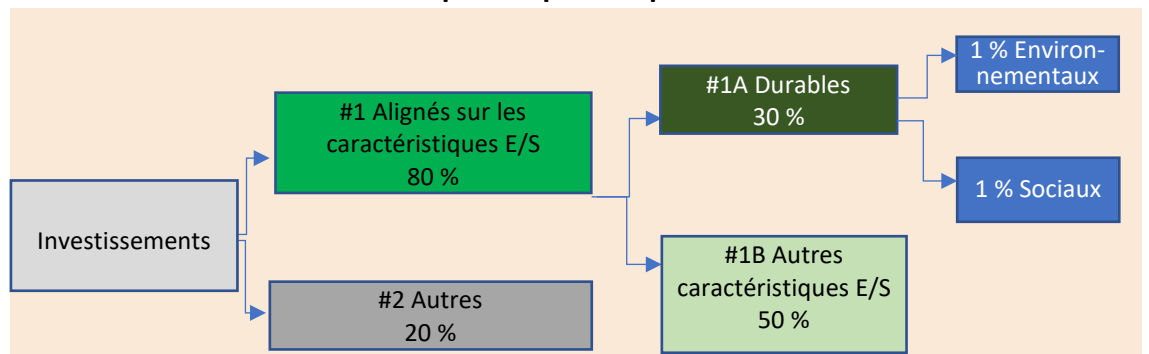 Investissements
#1 Alignés sur les
caractéristiques E/S
80 %
#2 Autres
20 %
#1A Durables
30 %
#1B Autres
caractéristiques E/S
50 %
1 % Environ-
nementaux
1 % Sociaux